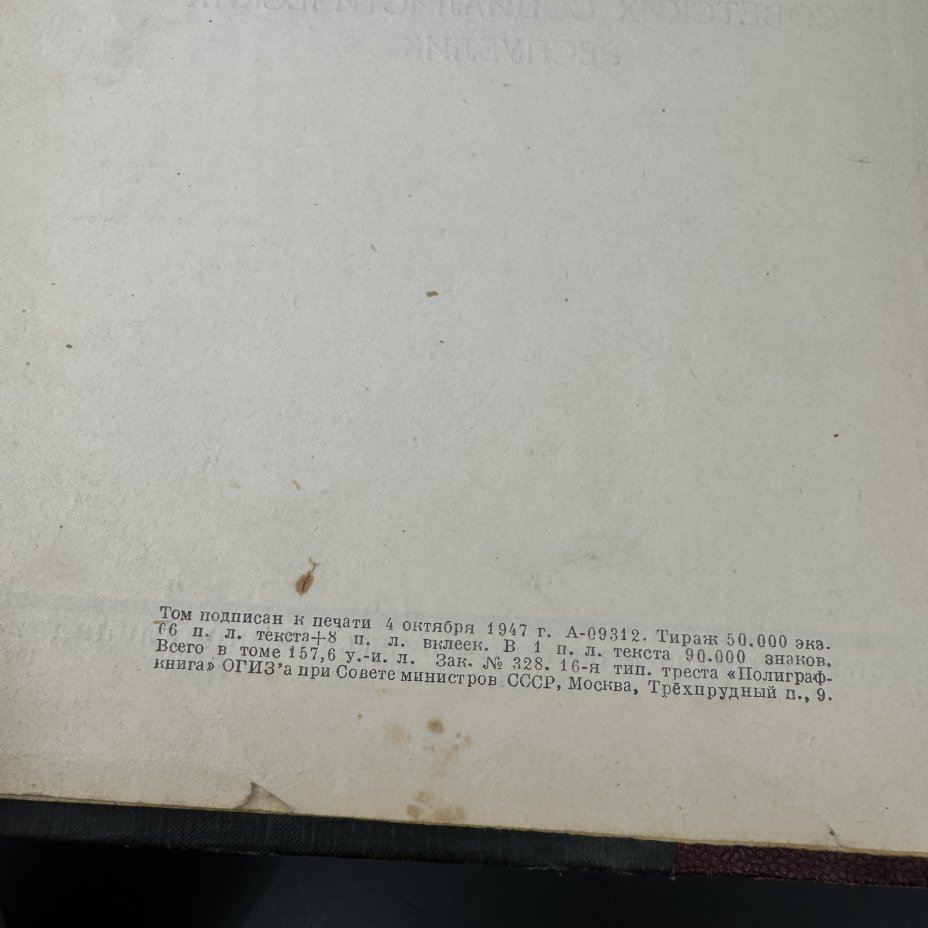 Том подписан к печати 4 октября 1947 г. А-09312. Тираж 50.000 экз.
66 п. л. текста+8 п. л. вклеек. В 1 п. л. текста 90.000 знаков.
Всего в томе 157,6 у.-и. л. Зак. № 328. 16-я тип. треста «Полиграф-
книга» ОГИЗ’а при Совете министров СССР, Москва, Трёхпрудный п., 9.